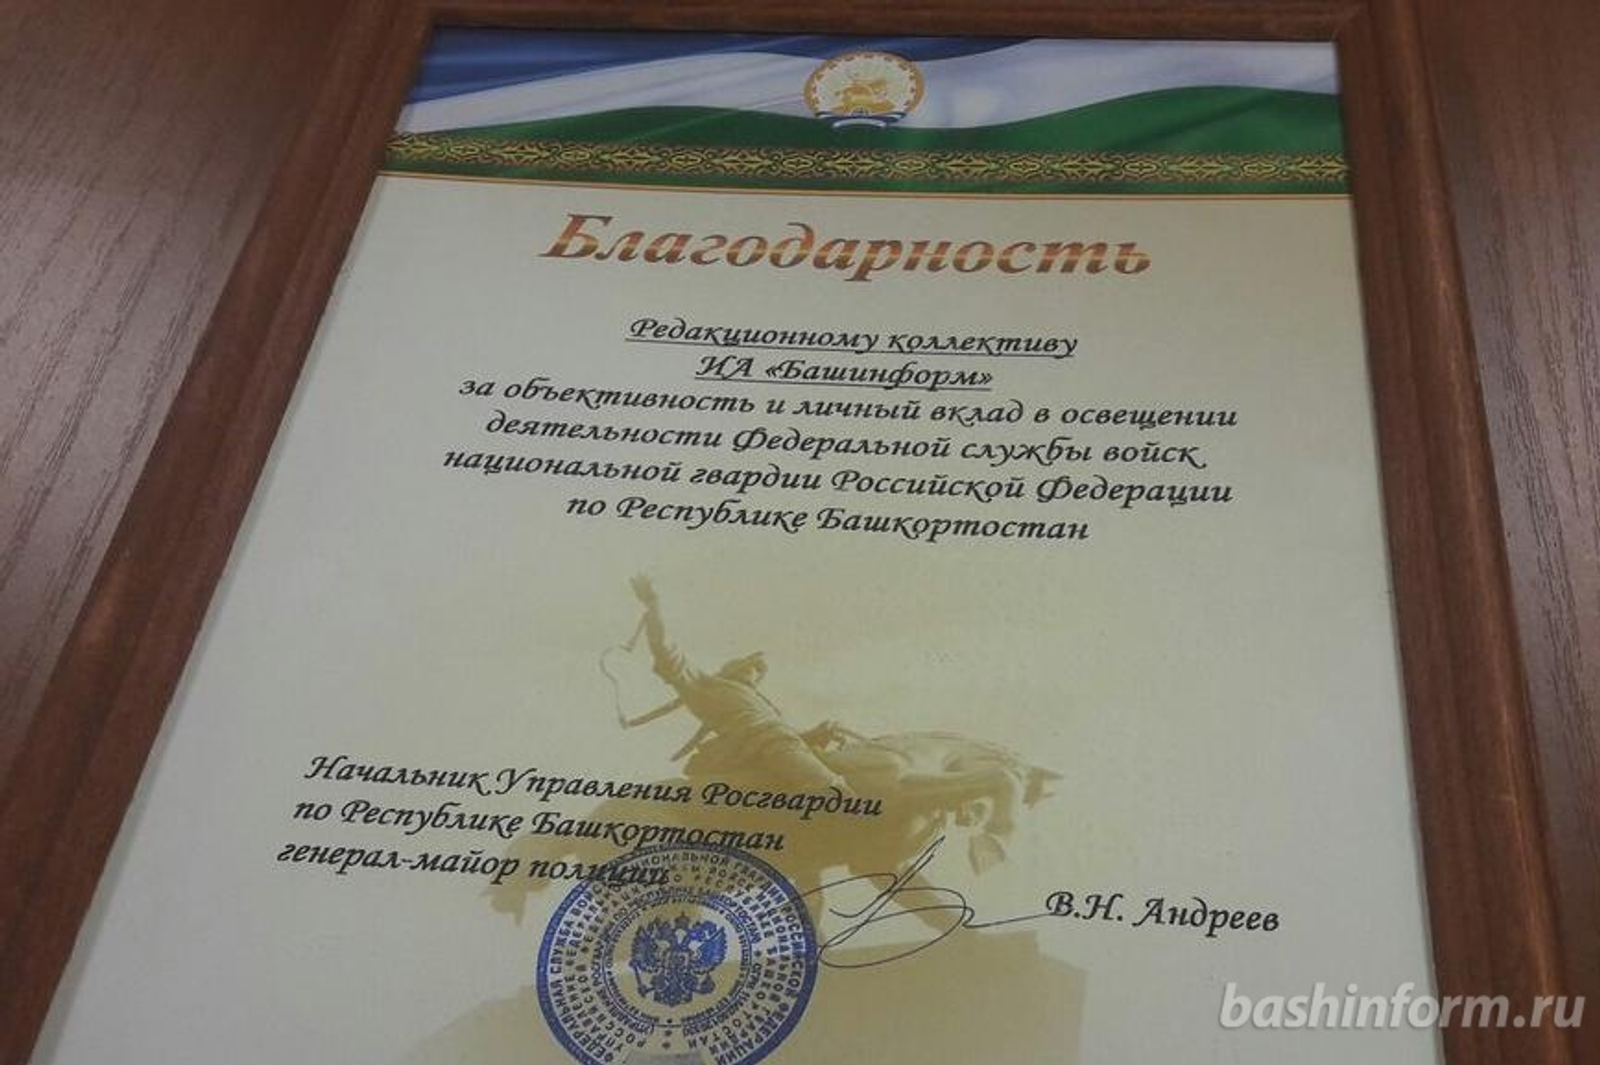 Благодарность
Редакционному коллективу
ИА «Башинформ»
за объективность и личный вклад в освещении
деятельности Федеральной службы войск
национальной гвардии Российской Федерации
по Республике Башкортостан
Начальник Управления Росгвардии
по Республике Башкортостан
генерал-майор полиции
В.Н. Андреев
bashinform.ru